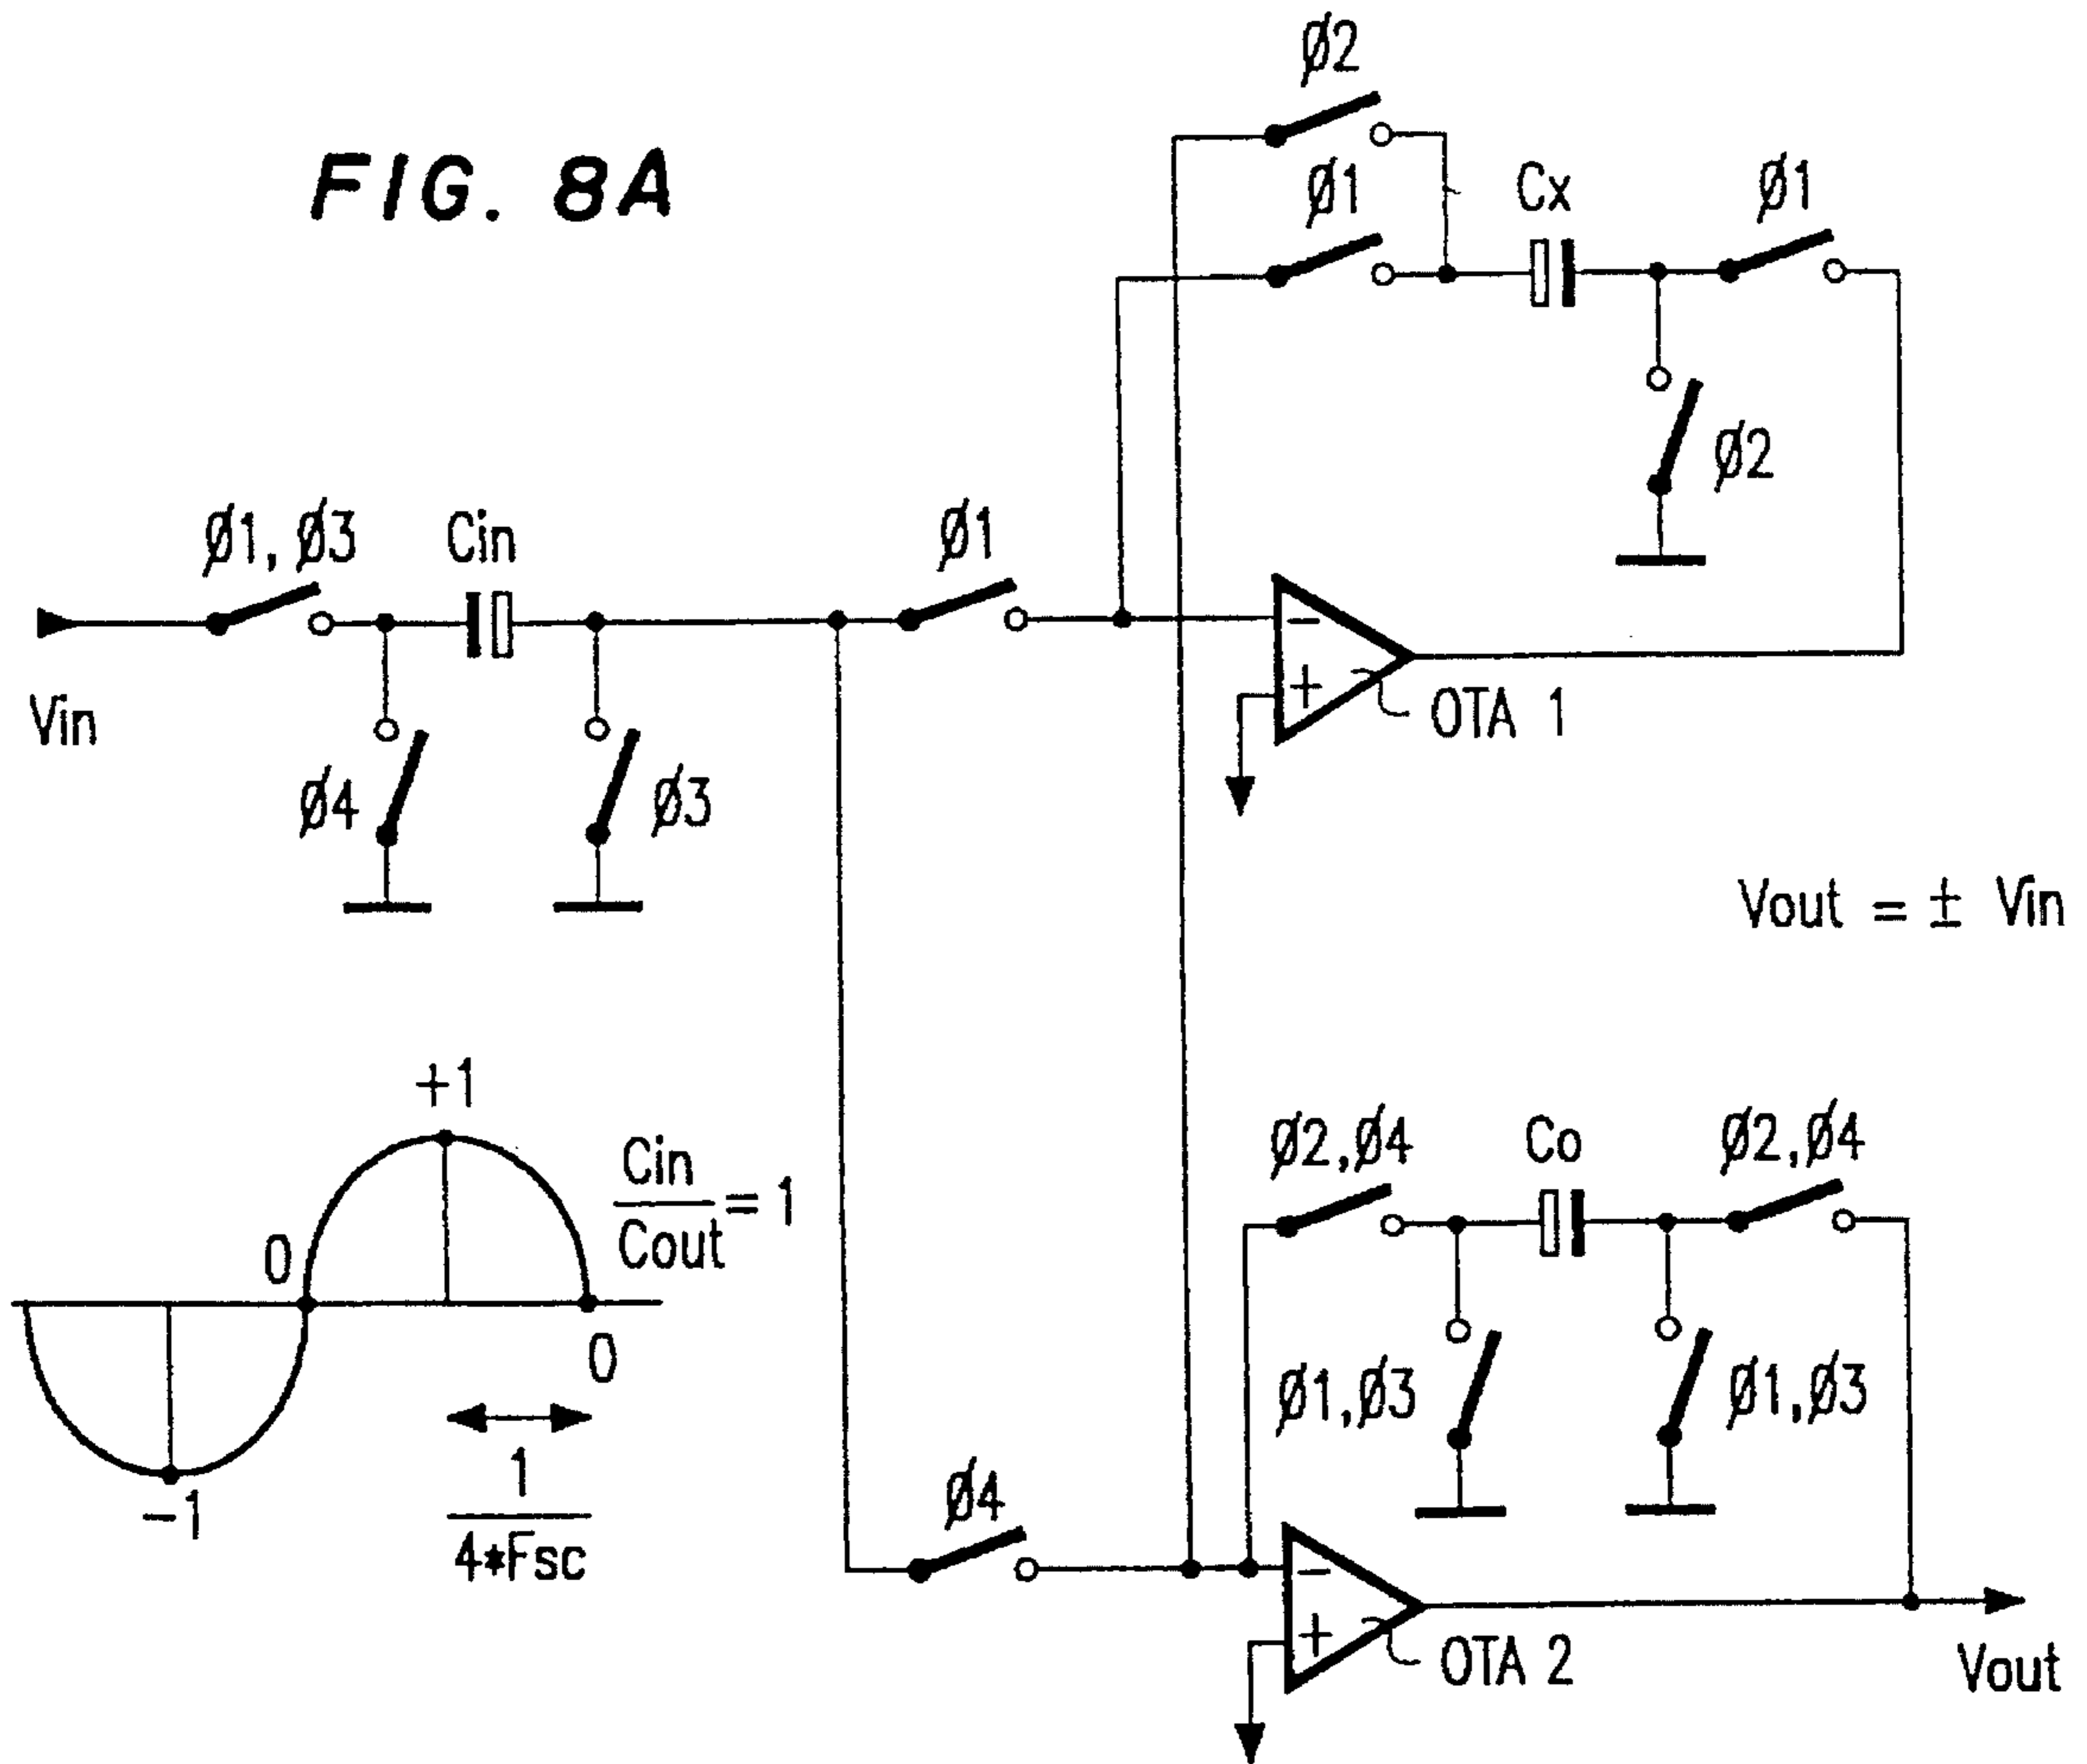 FIG. 8A
ø2
ø1
Cx
ø1
ø2
ø1, ø3
Cin
ø1
Vin
ø4
ø3
−
+
OTA 1
Vout = ± Vin
+1
Cin
Cout
= 1
0
0
−1
1
4*Fsc
ø2,ø4
Co
ø2,ø4
ø1,ø3
ø1,ø3
ø4
−
+
OTA 2
Vout